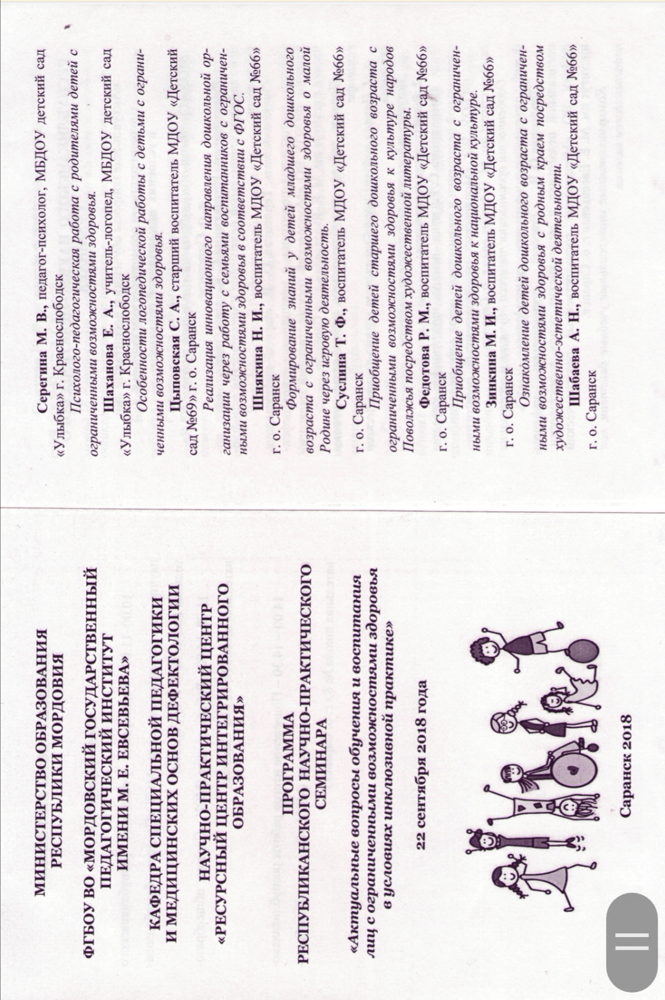 МИНИСТЕРСТВО ОБРАЗОВАНИЯ
РЕСПУБЛИКИ МОРДОВИЯ
ФГБОУ ВО «МОРДОВСКИЙ ГОСУДАРСТВЕННЫЙ
ПЕДАГОГИЧЕСКИЙ ИНСТИТУТ
ИМЕНИ М. Е. ЕВСЕВЬЕВА»
КАФЕДРА СПЕЦИАЛЬНОЙ ПЕДАГОГИКИ
И МЕДИЦИНСКИХ ОСНОВ ДЕФЕКТОЛОГИИ
НАУЧНО-ПРАКТИЧЕСКИЙ ЦЕНТР
«РЕСУРСНЫЙ ЦЕНТР ИНТЕГРИРОВАННОГО
ОБРАЗОВАНИЯ»
ПРОГРАММА
РЕСПУБЛИКАНСКОГО НАУЧНО-ПРАКТИЧЕСКОГО
СЕМИНАРА
«Актуальные вопросы обучения и воспитания
лиц с ограниченными возможностями здоровья
в условиях инклюзивной практике»
22 сентября 2018 года
Саранск 2018
Серегина М. В., педагог-психолог, МБДОУ детский сад
«Улыбка» г. Краснослободск
Психолого-педагогическая работа с родителями детей с
ограниченными возможностями здоровья.
Шаханова Е. А., учитель-логопед, МБДОУ детский сад
«Улыбка» г. Краснослободск
Особенности логопедической работы с детьми с ограни-
ченными возможностями здоровья.
Цыповская С. А., старший воспитатель МДОУ «Детский
сад №69» г. о. Саранск
Реализация инновационного направления дошкольной ор-
ганизации через работу с семьями воспитанников с ограничен-
ными возможностями здоровья в соответствии с ФГОС.
Шнякина Н. И., воспитатель МДОУ «Детский сад №66»
г. о. Саранск
Формирование знаний у детей младшего дошкольного
возраста с ограниченными возможностями здоровья о малой
Родине через игровую деятельность.
Суслина Т. Ф., воспитатель МДОУ «Детский сад №66»
г. о. Саранск
Приобщение детей старшего дошкольного возраста с
ограниченными возможностями здоровья к культуре народов
Поволжья посредством художественной литературы.
Федотова Р. М., воспитатель МДОУ «Детский сад №66»
г. о. Саранск
Приобщение детей дошкольного возраста с ограничен-
ными возможностями здоровья к национальной культуре.
Зинкина М. И., воспитатель МДОУ «Детский сад №66»
г. о. Саранск
Ознакомление детей дошкольного возраста с ограничен-
ными возможностями здоровья с родным краем посредством
художественно-эстетической деятельности.
Шабаева А. Н., воспитатель МДОУ «Детский сад №66»
г. о. Саранск